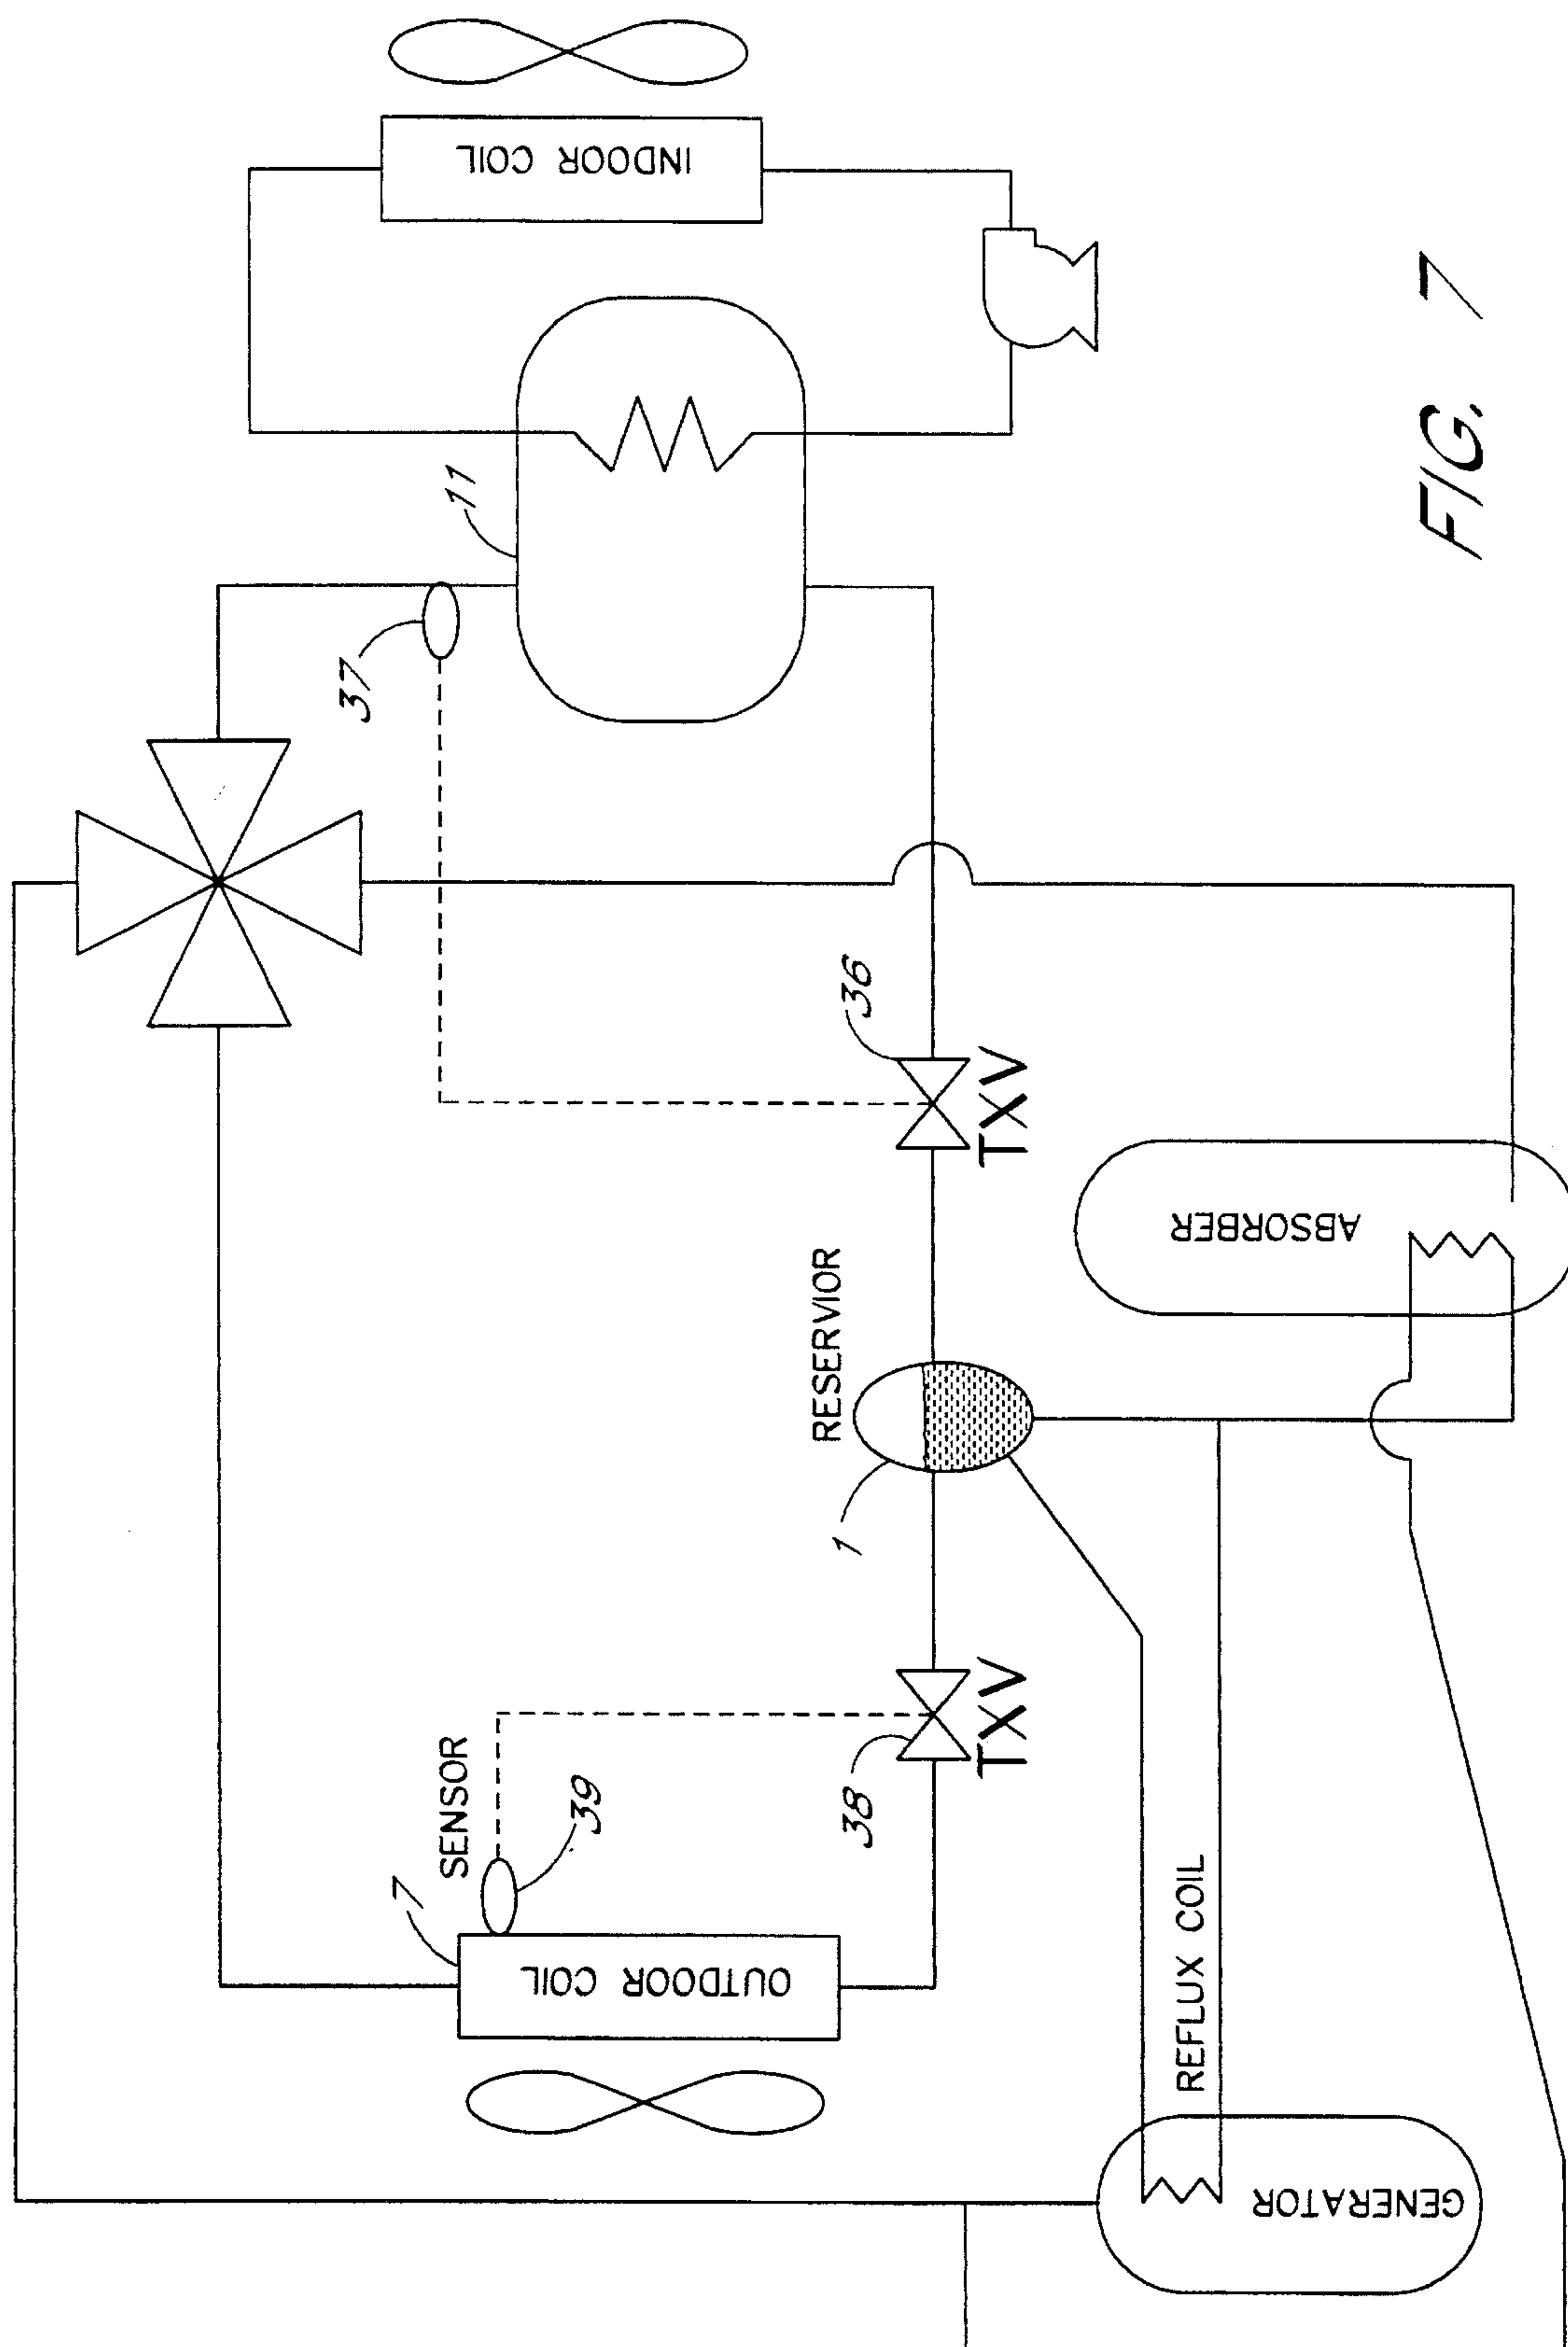 INDOOR COIL
11
37
36
TXV
ABSORBER
RESERVIOR
1
SENSOR
39
38
TXV
7
OUTDOOR COIL
REFLUX COIL
GENERATOR
FIG. 7